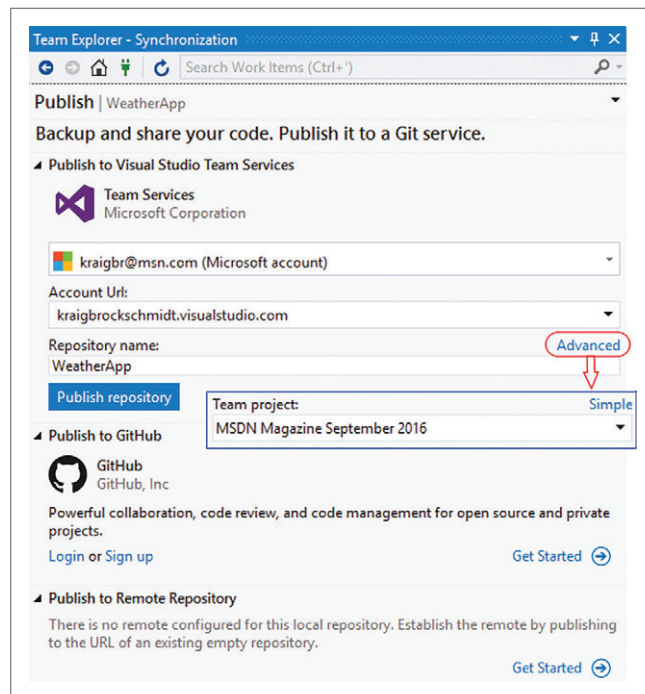 Team Explorer - Synchronization
Search Work Items (Ctrl+')
Publish | WeatherApp
Backup and share your code. Publish it to a Git service.
Publish to Visual Studio Team Services
Team Services
Microsoft Corporation
kraigbr@msn.com (Microsoft account)
Account Url:
kraigbrockschmidt.visualstudio.com
Repository name: Advanced
WeatherApp
Publish repository
Team project: Simple
MSDN Magazine September 2016
Publish to GitHub
GitHub
GitHub, Inc
Powerful collaboration, code review, and code management for open source and private
projects.
Login or Sign up Get Started
Publish to Remote Repository
There is no remote configured for this local repository. Establish the remote by publishing
to the URL of an existing empty repository.
Get Started